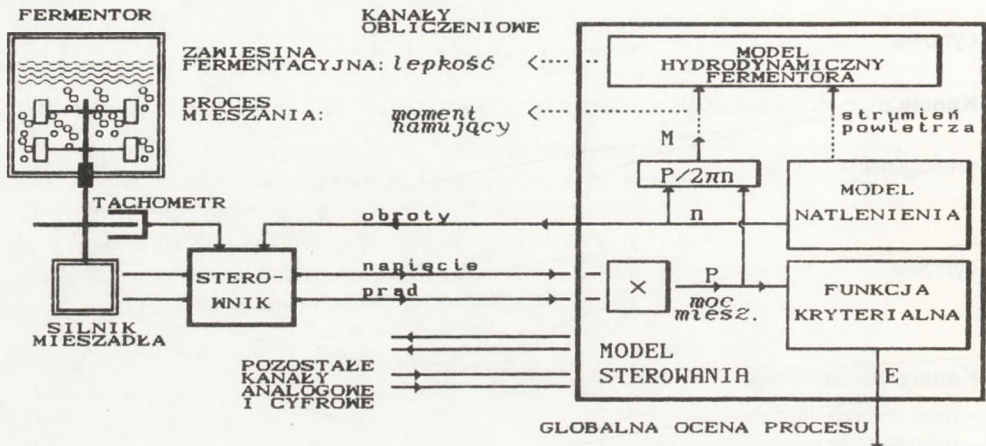 FERMENTOR
KANAŁY
OBLICZENIOWE
ZAWIESINA
FERMENTACYJNA: lepkość
PROCES
MIESZANIA: moment
hamujący
MODEL
HYDRODYNAMICZNY
FERMENTORA
strumień
powietrza
M
P/2πn
MODEL
NATLENIENIA
TACHOMETR
obroty
n
STERO-
WNIK
napięcie
prąd
×
P
moc
miesz.
FUNKCJA
KRYTERIALNA
SILNIK
MIESZADŁA
POZOSTAŁE
KANAŁY
ANALOGOWE
I CYFROWE
MODEL
STEROWANIA
E
GLOBALNA OCENA PROCESU